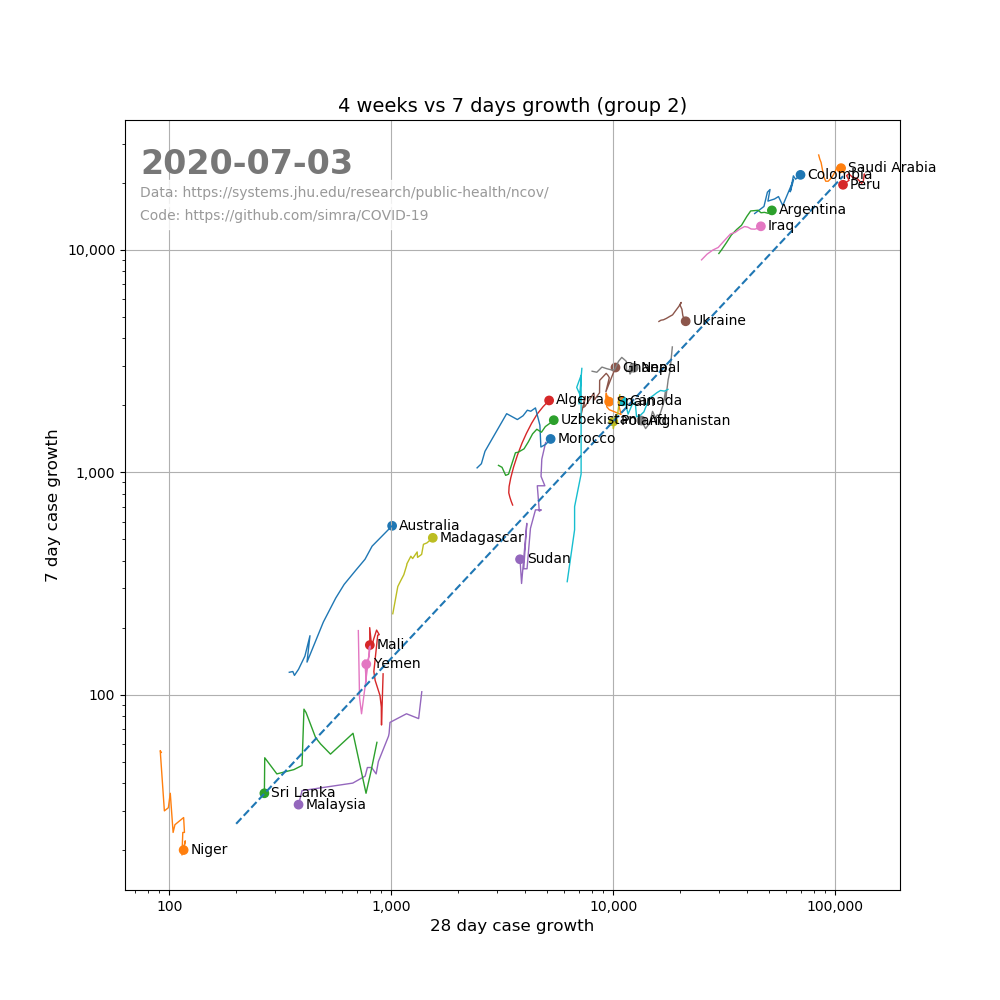 4 weeks vs 7 days growth (group 2)
2020-07-03
Data: https://systems.jhu.edu/research/public-health/ncov/
Code: https://github.com/simra/COVID-19
Saudi Arabia
Colombia
Peru
Argentina
Iraq
10,000
Ukraine
Ghana
Nepal
Algeria
Spain
Canada
Uzbekistan
Poland
Afghanistan
Morocco
1,000
Australia
Madagascar
Sudan
Mali
Yemen
100
Sri Lanka
Malaysia
Niger
7 day case growth
100
1,000
10,000
100,000
28 day case growth